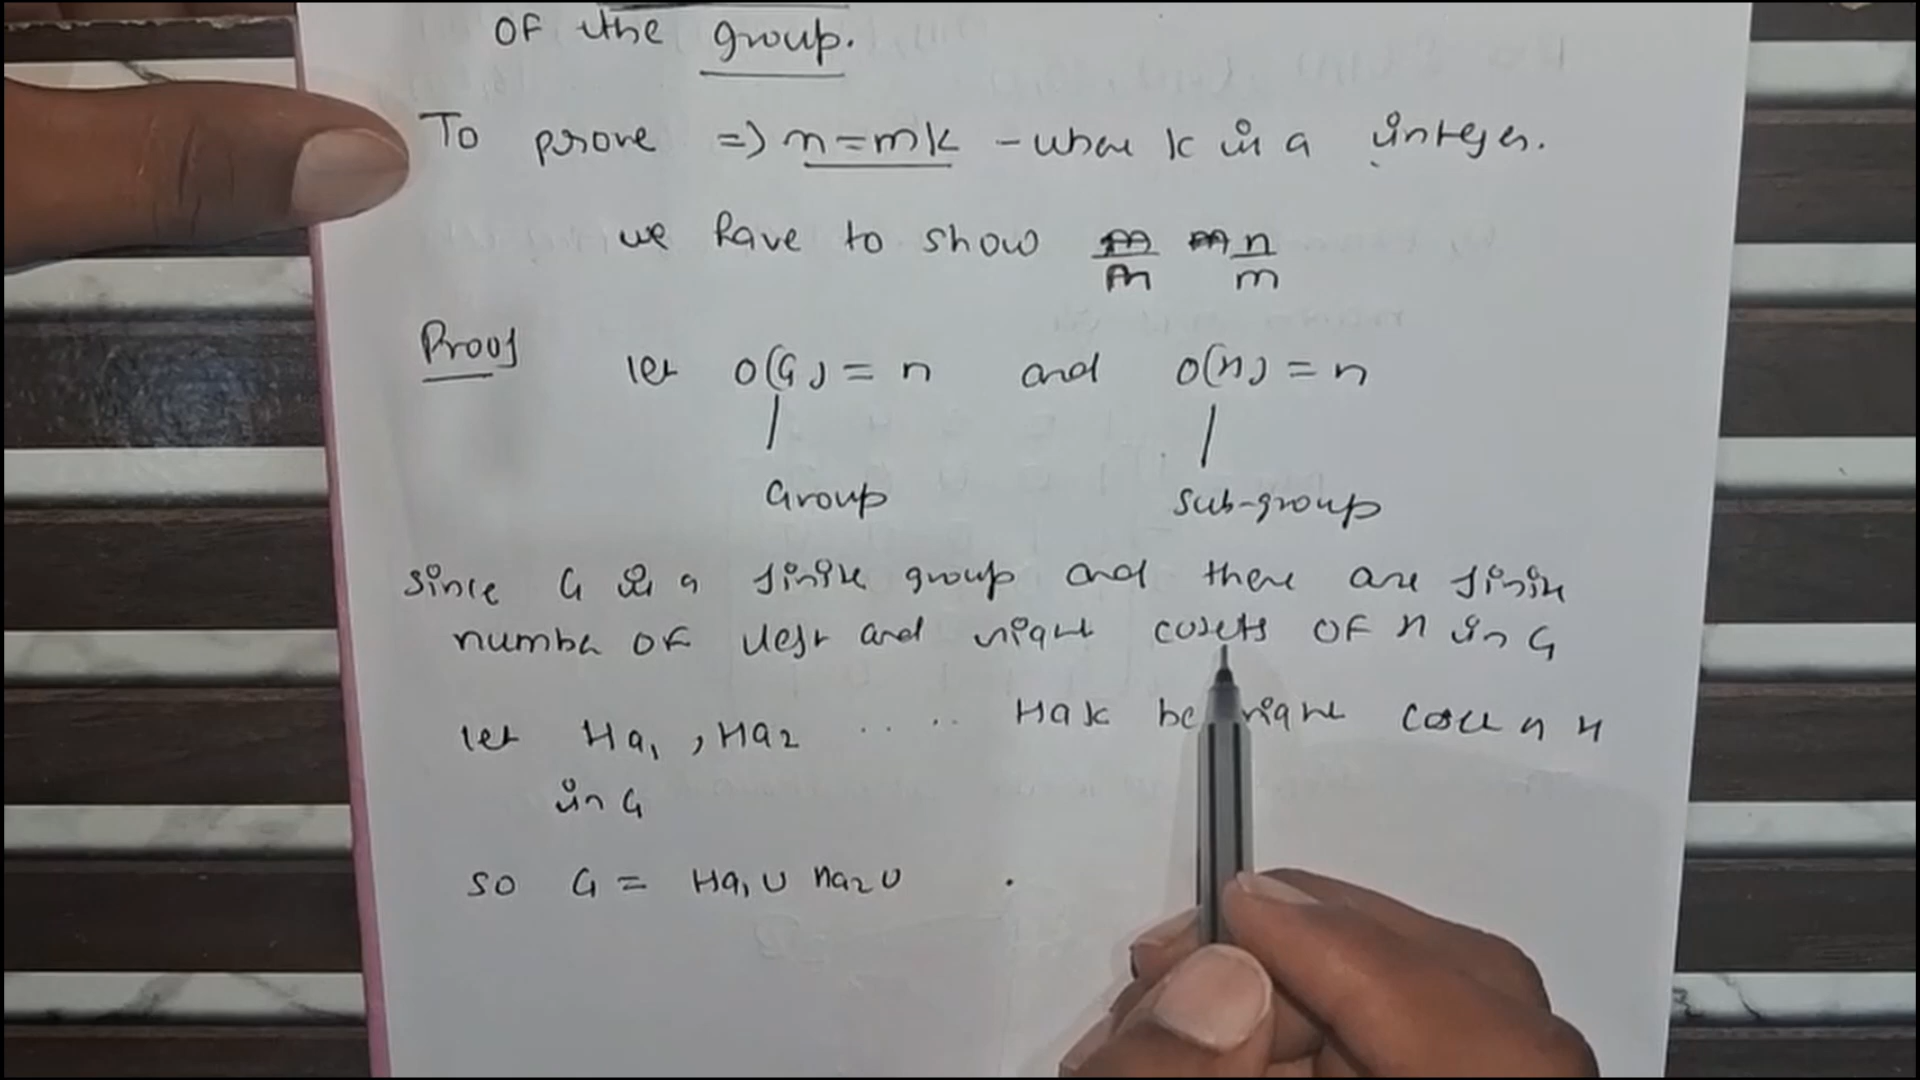 of the group.
To prove => n=mk - where k is a integer.
we have to show m/m m n/m
Proof let O(G) = n and O(H) = n
Group Sub-group
since G is a finite group and there are finite
number of left and right cosets of H in G
let Ha₁, Ha₂ ..... Hak be right coset H
in G
so G = Ha₁ ∪ Ha₂ ∪ .